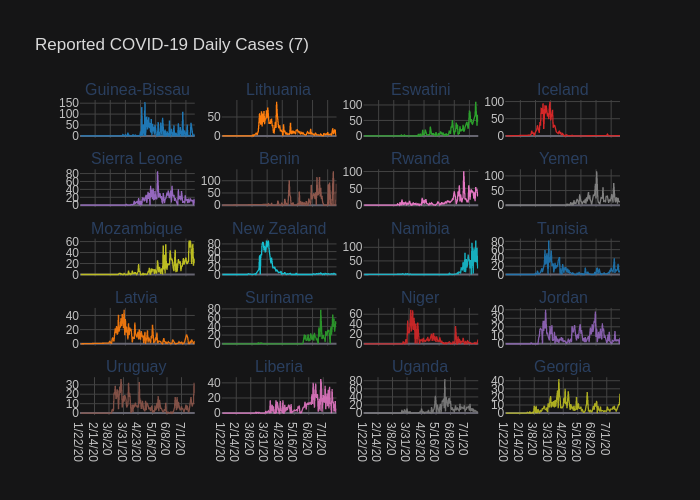 Reported COVID-19 Daily Cases (7)
Guinea-Bissau Lithuania Eswatini Iceland
150 100 50 0
50 0
100 50 0
100 50 0
Sierra Leone Benin Rwanda Yemen
80 60 40 20 0
100 50 0
100 50 0
100 50 0
Mozambique New Zealand Namibia Tunisia
60 40 20 0
80 60 40 20 0
100 50 0
80 60 40 20 0
Latvia Suriname Niger Jordan
40 20 0
80 60 40 20 0
60 40 20 0
40 30 20 10 0
Uruguay Liberia Uganda Georgia
30 20 10 0
40 20 0
80 60 40 20 0
40 30 20 10 0
1/22/20 2/14/20 3/8/20 3/31/20 4/23/20 5/16/20 6/8/20 7/1/20
1/22/20 2/14/20 3/8/20 3/31/20 4/23/20 5/16/20 6/8/20 7/1/20
1/22/20 2/14/20 3/8/20 3/31/20 4/23/20 5/16/20 6/8/20 7/1/20
1/22/20 2/14/20 3/8/20 3/31/20 4/23/20 5/16/20 6/8/20 7/1/20